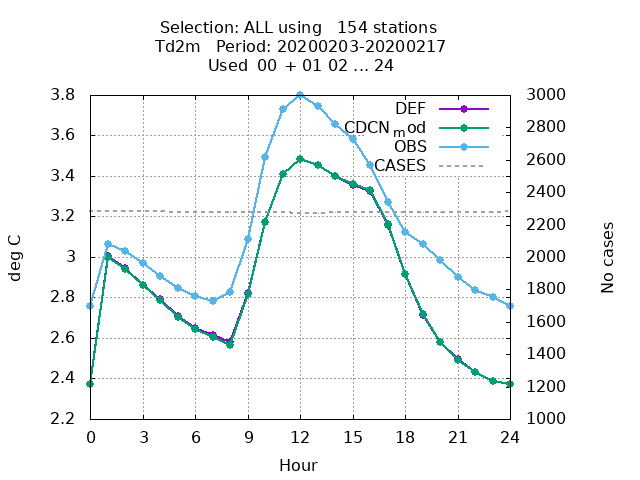 Selection: ALL using   154 stations
Td2m   Period: 20200203-20200217
Used  00 + 01 02 ... 24
3.8
3.6
3.4
3.2
3
2.8
2.6
2.4
2.2
deg C
3000
2800
2600
2400
2200
2000
1800
1600
1400
1200
1000
No cases
DEF
CDCN_mod
OBS
CASES
0 3 6 9 12 15 18 21 24
Hour